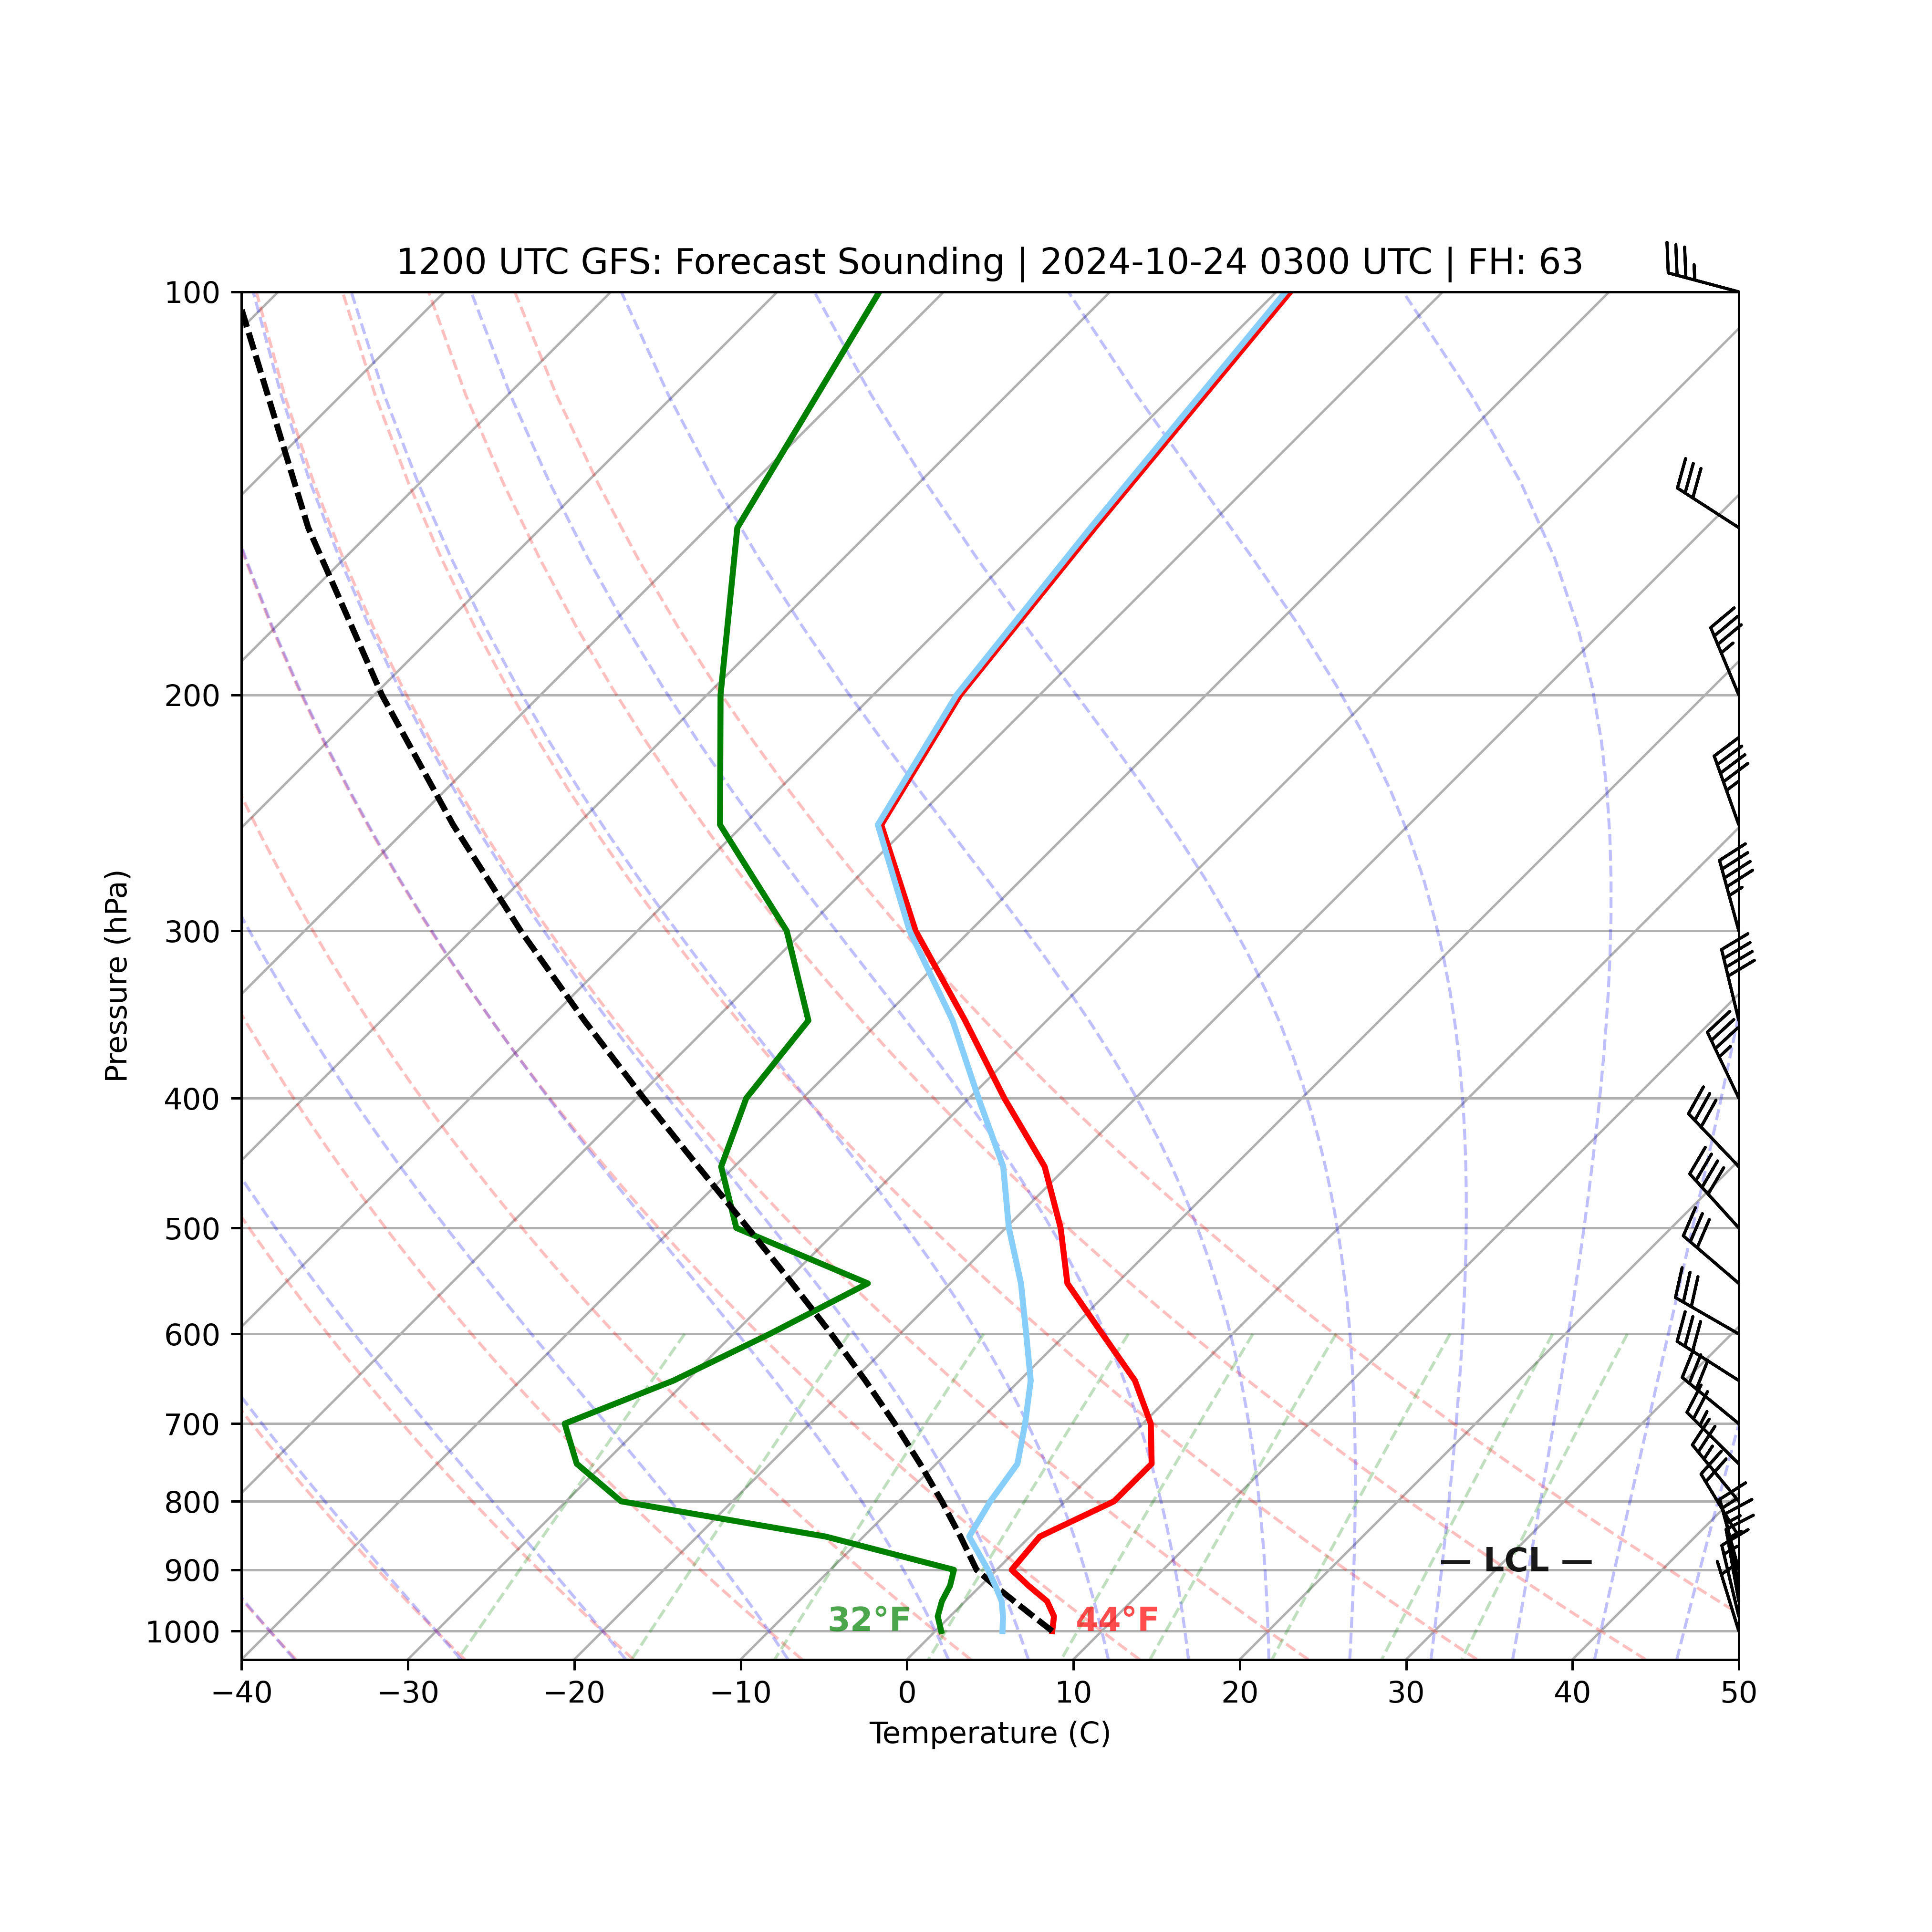 1200 UTC GFS: Forecast Sounding | 2024-10-24 0300 UTC | FH: 63
100
200
300
400
500
600
700
800
900
1000
Pressure (hPa)
— LCL —
32°F 44°F
−40 −30 −20 −10 0 10 20 30 40 50
Temperature (C)